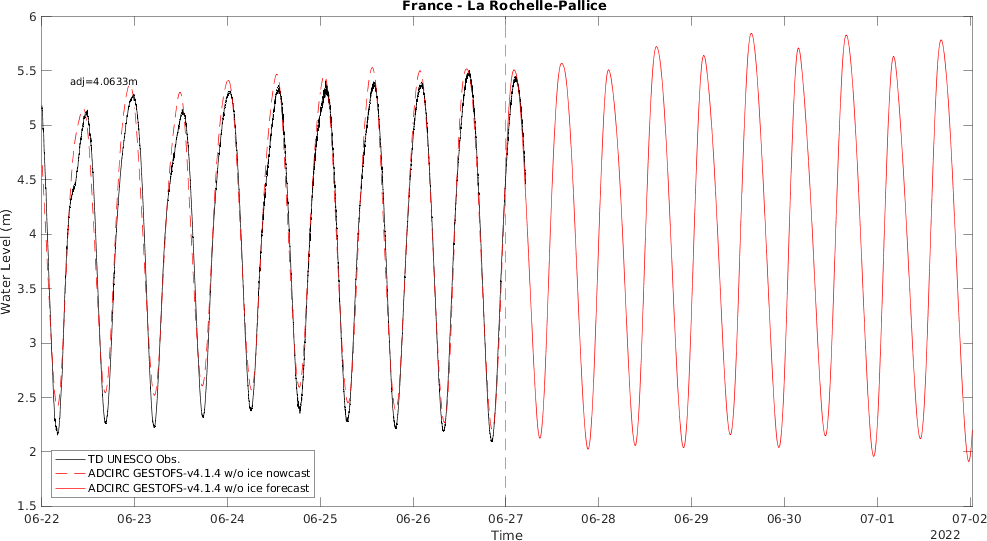 France - La Rochelle-Pallice
adj=4.0633m
Water Level (m)
6
5.5
5
4.5
4
3.5
3
2.5
2
1.5
TD UNESCO Obs.
ADCIRC GESTOFS-v4.1.4 w/o ice nowcast
ADCIRC GESTOFS-v4.1.4 w/o ice forecast
06-22 06-23 06-24 06-25 06-26 06-27 06-28 06-29 06-30 07-01 07-02
Time
2022